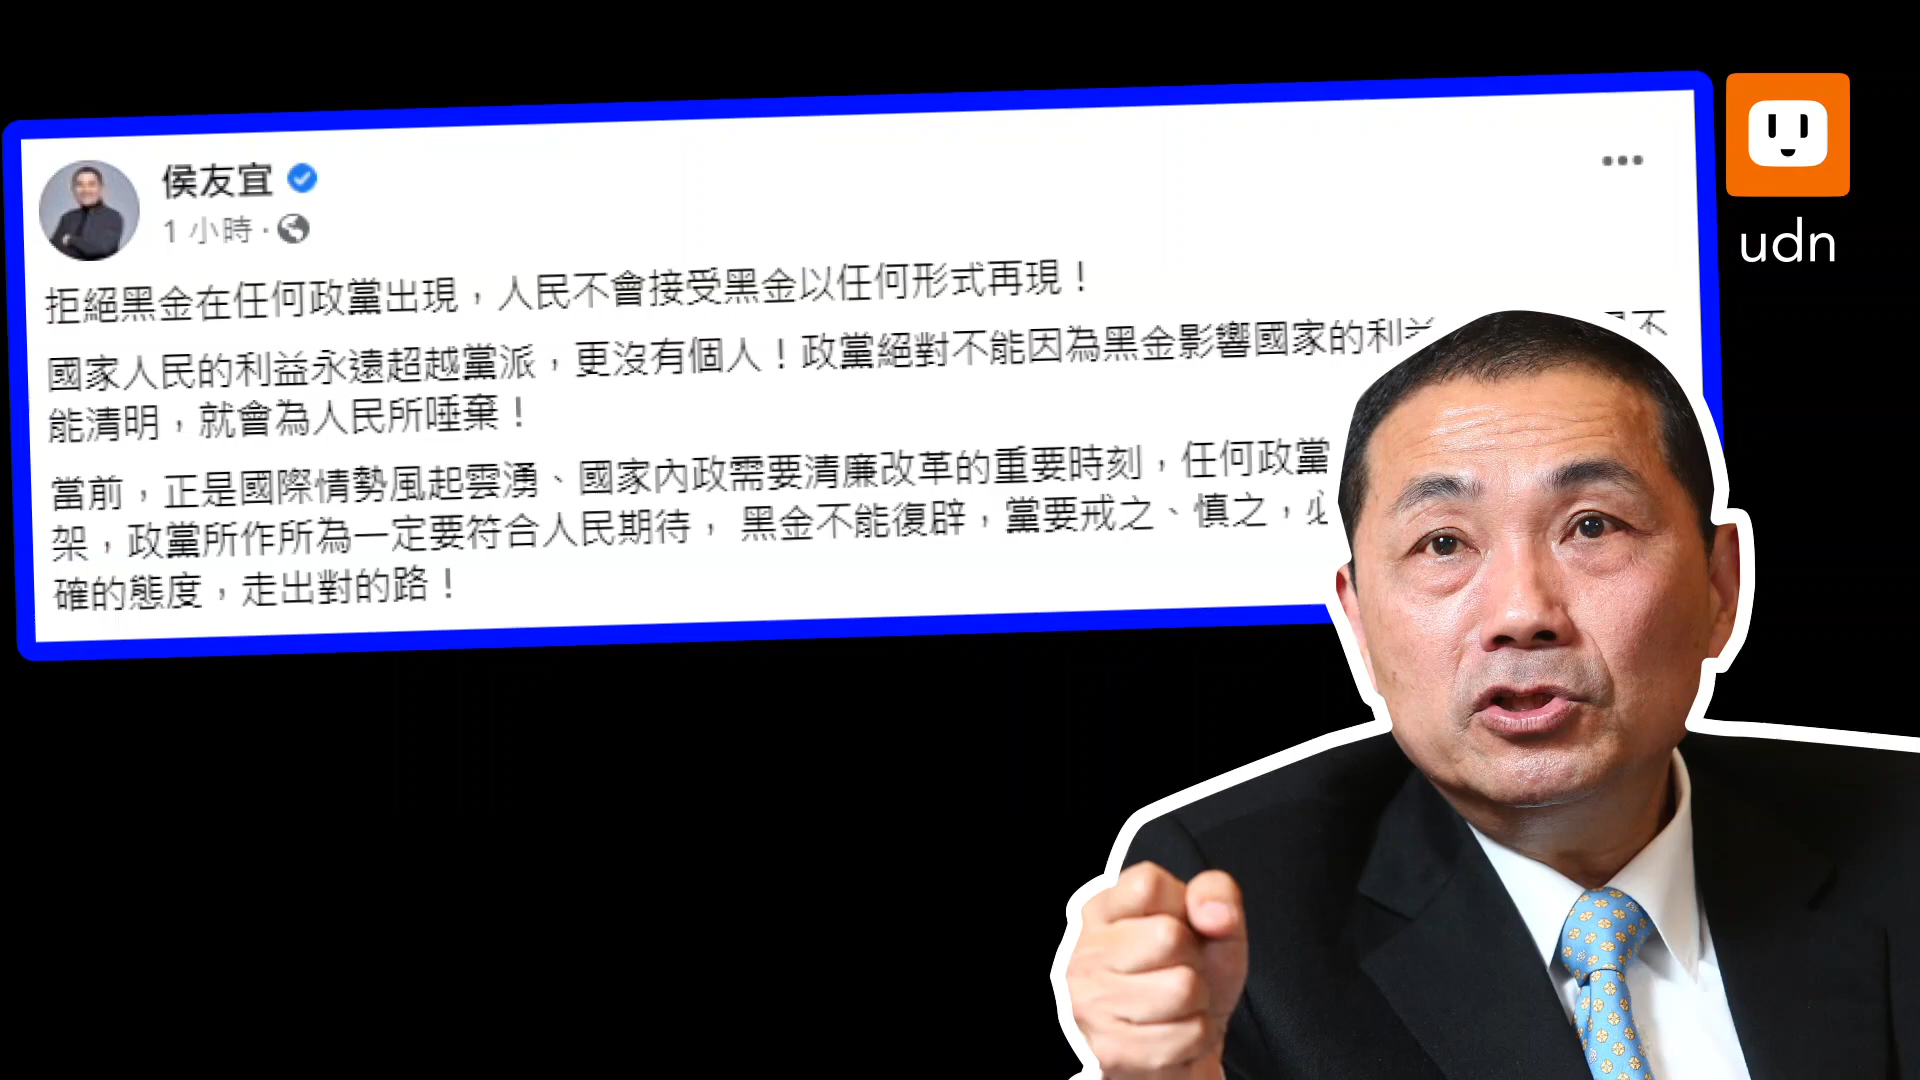 侯友宜
1 小時
拒絕黑金在任何政黨出現，人民不會接受黑金以任何形式再現！
國家人民的利益永遠超越黨派，更沒有個人！政黨絕對不能因為黑金影響國家的利益 不
能清明，就會為人民所唾棄！
當前，正是國際情勢風起雲湧、國家內政需要清廉改革的重要時刻，任何政黨
架，政黨所作所為一定要符合人民期待， 黑金不能復辟，黨要戒之、慎之，
確的態度，走出對的路！
udn